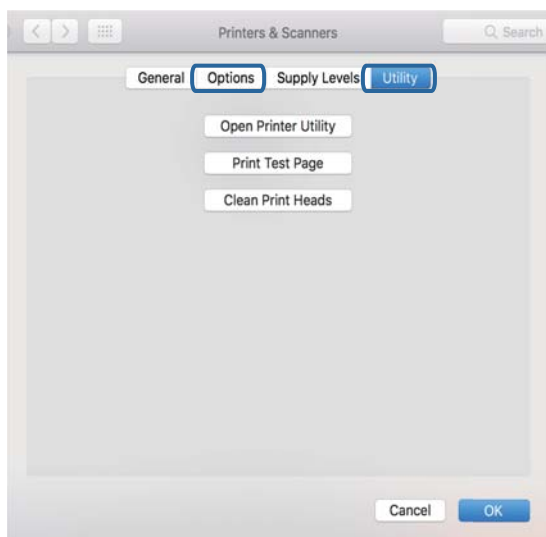 Printers & Scanners Search
General Options Supply Levels Utility
Open Printer Utility
Print Test Page
Clean Print Heads
Cancel OK